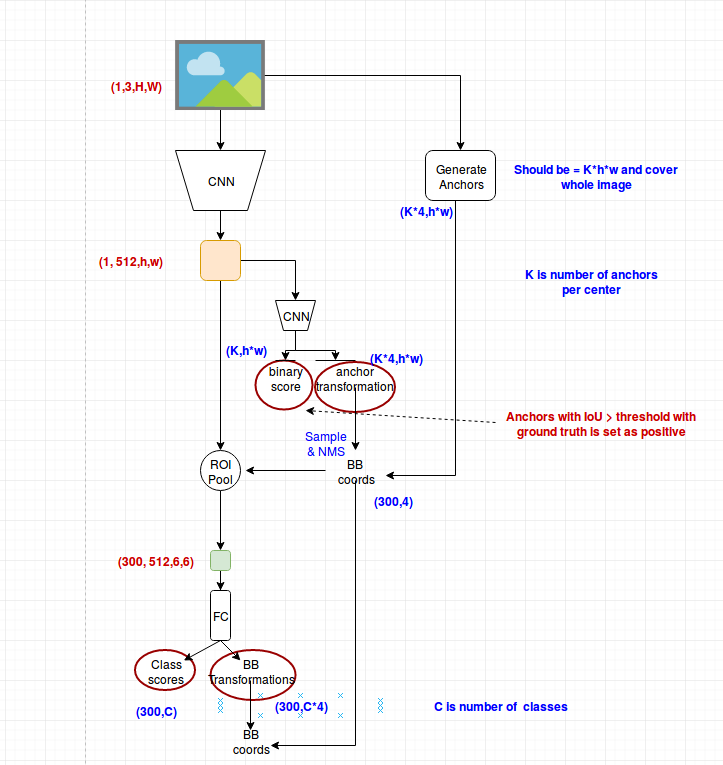 (1,3,H,W)
CNN
Generate
Anchors
Should be = K*h*w and cover
whole image
(K*4,h*w)
(1, 512,h,w)
K is number of anchors
per center
CNN
(K,h*w)
(K*4,h*w)
binary
score
anchor
transformation
Anchors with IoU > threshold with
ground truth is set as positive
Sample
& NMS
ROI
Pool
BB
coords
(300,4)
(300, 512,6,6)
FC
Class
scores
BB
Transformations
(300,C)
(300,C*4)
C is number of  classes
BB
coords